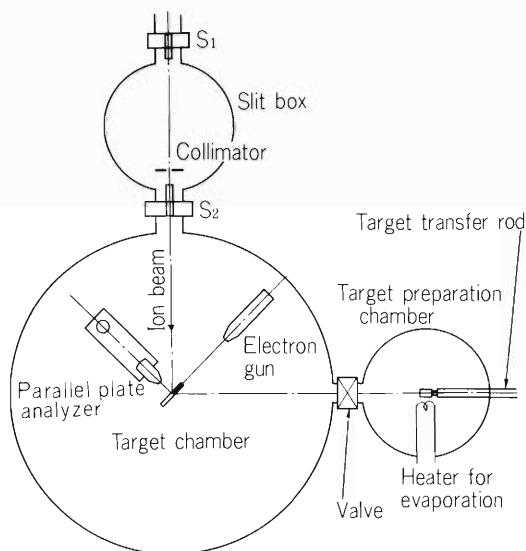 S1
Slit box
Collimator
S2
Target transfer rod
Ion beam
Target preparation
chamber
Electron
gun
Parallel plate
analyzer
Target chamber
Heater for
evaporation
Valve